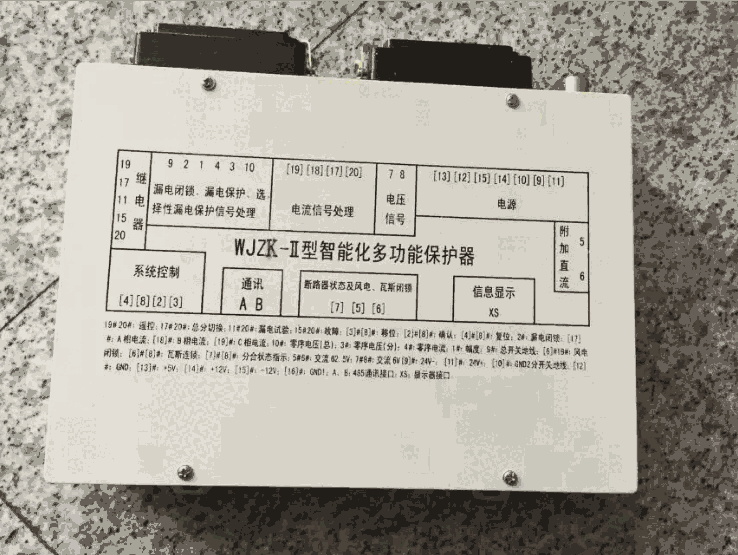 19 17 11 15 20
继电器
9 2 1 4 3 10
漏电闭锁、漏电保护、选
择性漏电保护信号处理
[19][18][17][20]
电流信号处理
7 8
电压
信号
[13][12][15][14][10][9][11]
电源
附加直流
5
6
WJZK-II型智能化多功能保护器
系统控制
[4][8][2][3]
通讯
A B
断路器状态及风电、瓦斯闭锁
[7] [5] [6]
信息显示
XS
19#20#: 遥控; 17#20#: 总分切换; 11#20#: 漏电试验; 15#20#: 故障; [3]#[8]#: 移位; [2]#[8]#: 确认; [4]#[8]#: 复位; 2#: 漏电闭锁; [17]
#: A相电流; [18]#: B相电流; [19]#: C相电流; 10#: 零序电压(总); 3#: 零序电压(分); 4#: 零序电流; 1#: 幅度; 9#: 总开关地线; #: 风电
闭锁; [6]#[8]#: 瓦斯连锁; [7]#[8]#: 分合状态指示; 5#6#: 交流62.5V; 7#8#: 交流6V [9]#: 24V-; [11]#: 24V+; [10]#: GND2分开关地线; [12]
#: GND; [13]#: +5V; [14]#: +12V; [15]#: -12V; [16]#: GND1; A、B: 485通讯接口; XS: 显示器接口